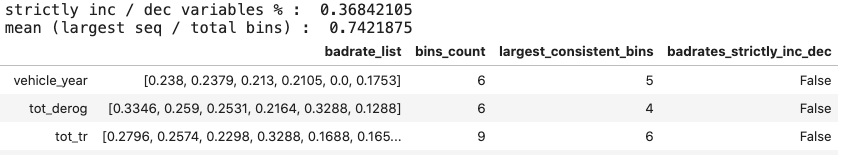 strictly inc / dec variables % :  0.36842105
mean (largest seq / total bins) :  0.7421875
badrate_list bins_count largest_consistent_bins badrates_strictly_inc_dec
vehicle_year [0.238, 0.2379, 0.213, 0.2105, 0.0, 0.1753] 6 5 False
tot_derog [0.3346, 0.259, 0.2531, 0.2164, 0.3288, 0.1288] 6 4 False
tot_tr [0.2796, 0.2574, 0.2298, 0.3288, 0.1688, 0.165... 9 6 False